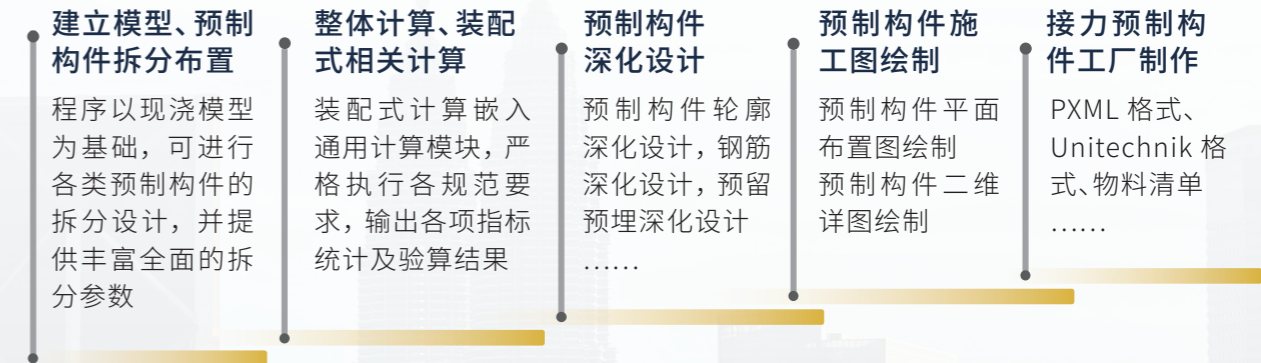 建立模型、预制
构件拆分布置
程序以现浇模型
为基础，可进行
各类预制构件的
拆分设计，并提
供丰富全面的拆
分参数
整体计算、装配
式相关计算
装配式计算嵌入
通用计算模块，严
格执行各规范要
求，输出各项指标
统计及验算结果
预制构件
深化设计
预制构件轮廓
深化设计，钢筋
深化设计，预留
预埋深化设计
……
预制构件施
工图绘制
预制构件平面
布置图绘制
预制构件二维
详图绘制
接力预制构
件工厂制作
PXML 格式、
Unitechnik 格
式、物料清单
……